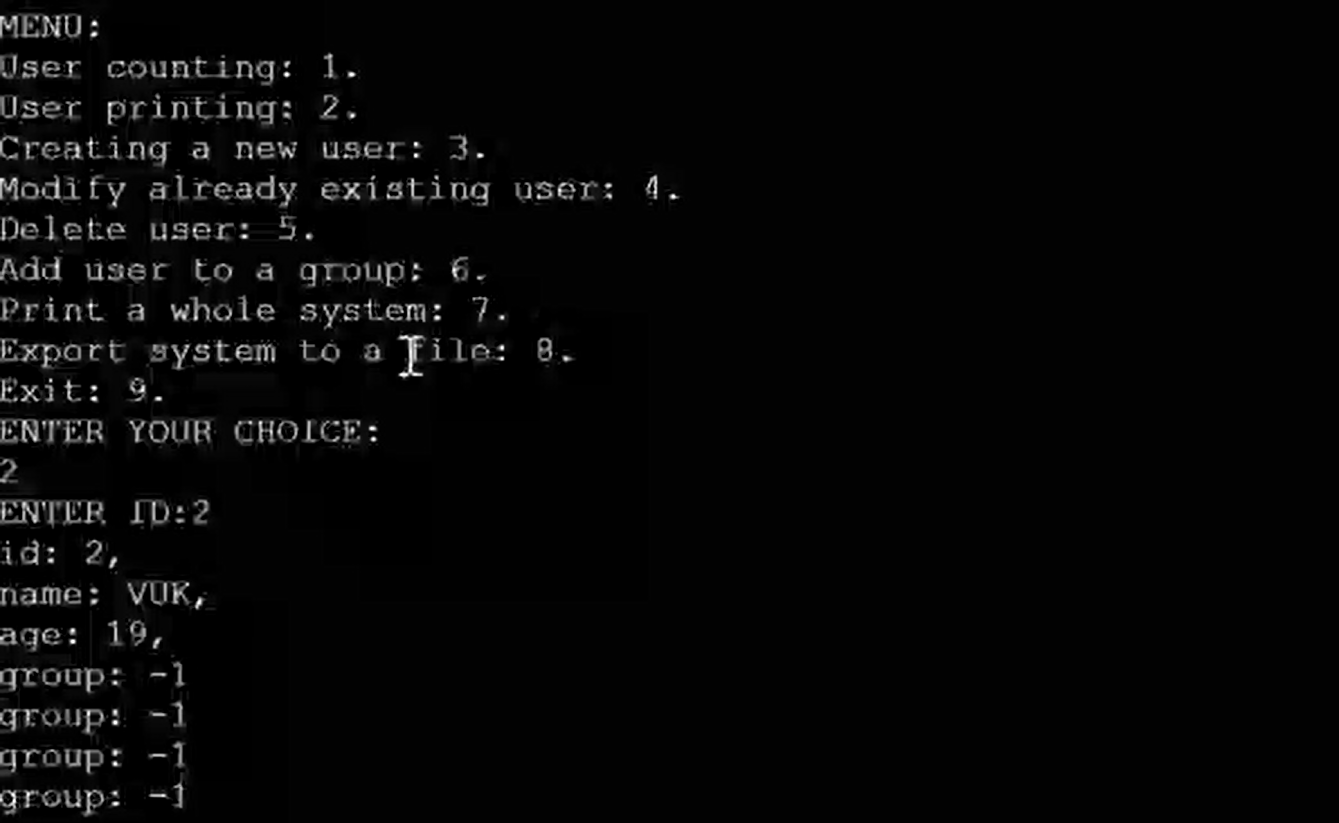 MENU:
User counting: 1.
User printing: 2.
Creating a new user: 3.
Modify already existing user: 4.
Delete user: 5.
Add user to a group: 6.
Print a whole system: 7.
Export system to a file: 8.
Exit: 9.
ENTER YOUR CHOICE:
2
ENTER ID:2
id: 2,
name: VUK,
age: 19,
group: -1
group: -1
group: -1
group: -1